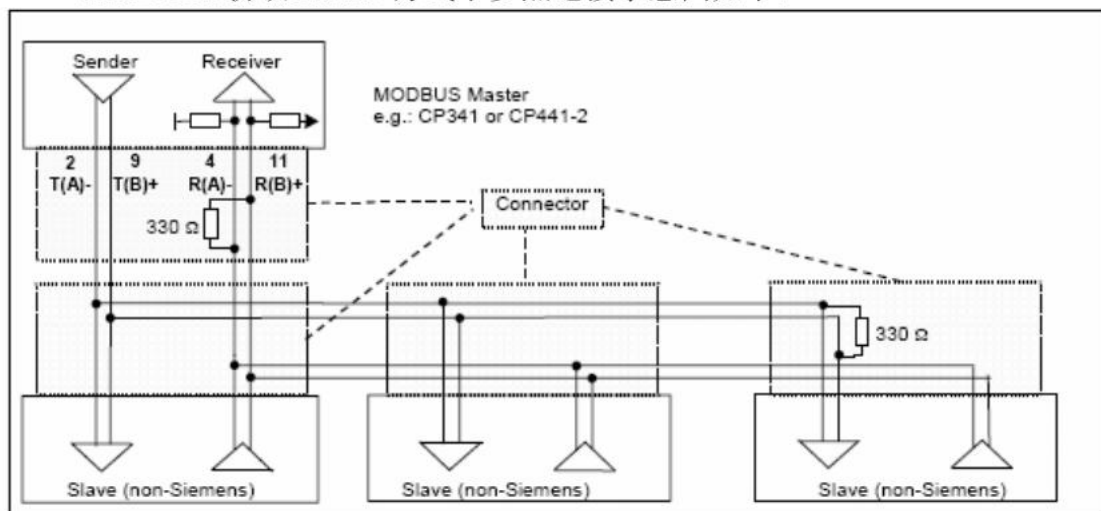 Sender Receiver
MODBUS Master
e.g.: CP341 or CP441-2
2 9 4 11
T(A)- T(B)+ R(A)- R(B)+
Connector
330 Ω
330 Ω
Slave (non-Siemens) Slave (non-Siemens) Slave (non-Siemens)